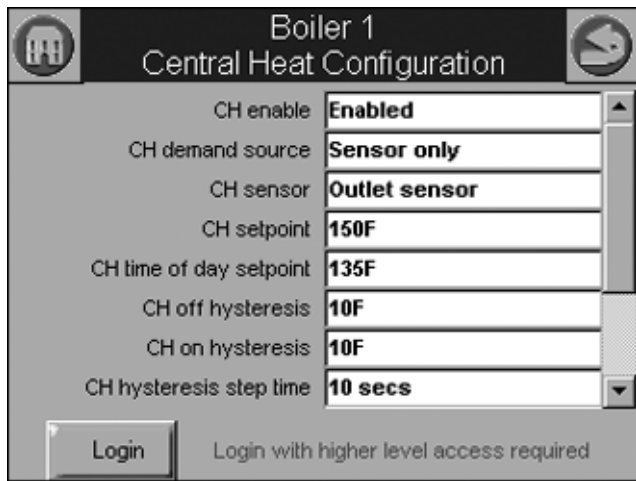 Boiler 1
Central Heat Configuration
CH enable Enabled
CH demand source Sensor only
CH sensor Outlet sensor
CH setpoint 150F
CH time of day setpoint 135F
CH off hysteresis 10F
CH on hysteresis 10F
CH hysteresis step time 10 secs
Login Login with higher level access required